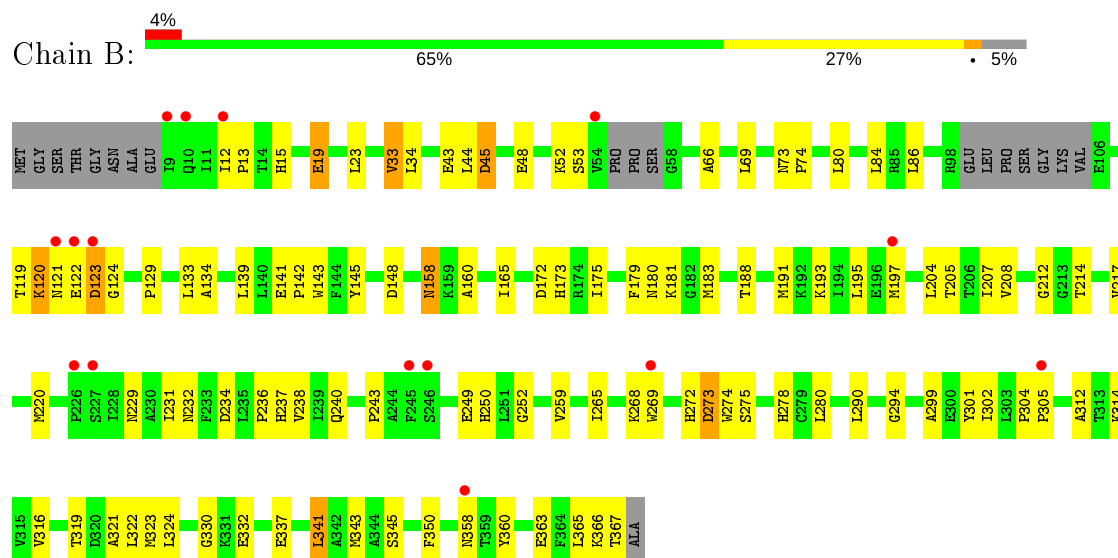 4%
Chain B:
65% 27% • 5%
MET GLY SER THR GLY ASN ALA GLU I9 Q10 I11 I12 P13 T14 H15 E19 L23 V33 L34 E43 L44 D45 E48 K52 S53 V54 PRO PRO SER G58 A66 L69 N73 P74 L80 L84 R85 L86 R98 GLU LEU PRO SER GLY LYS VAL E106
T119 K120 N121 E122 D123 G124 P129 L133 A134 L139 L140 E141 P142 W143 F144 Y145 D148 N158 K159 A160 I165 D172 H173 R174 I175 F179 N180 K181 G182 M183 T188 M191 K192 K193 I194 L195 E196 M197 L204 T205 T206 I207 V208 G212 G213 T214 V217
M220 P226 S227 I228 N229 A230 I231 N232 F233 D234 L235 P236 H237 V238 I239 Q240 P243 A244 F245 S246 E249 H250 L251 G252 V259 I265 K268 W269 H272 D273 W274 S275 H278 C279 L280 L290 G294 A299 E300 Y301 I302 L303 P304 P305 A312 T313 K314
V315 V316 T319 D320 A321 L322 M323 L324 G330 K331 E332 E337 L341 A342 M343 A344 S345 F350 N358 T359 Y360 E363 F364 L365 K366 T367 ALA